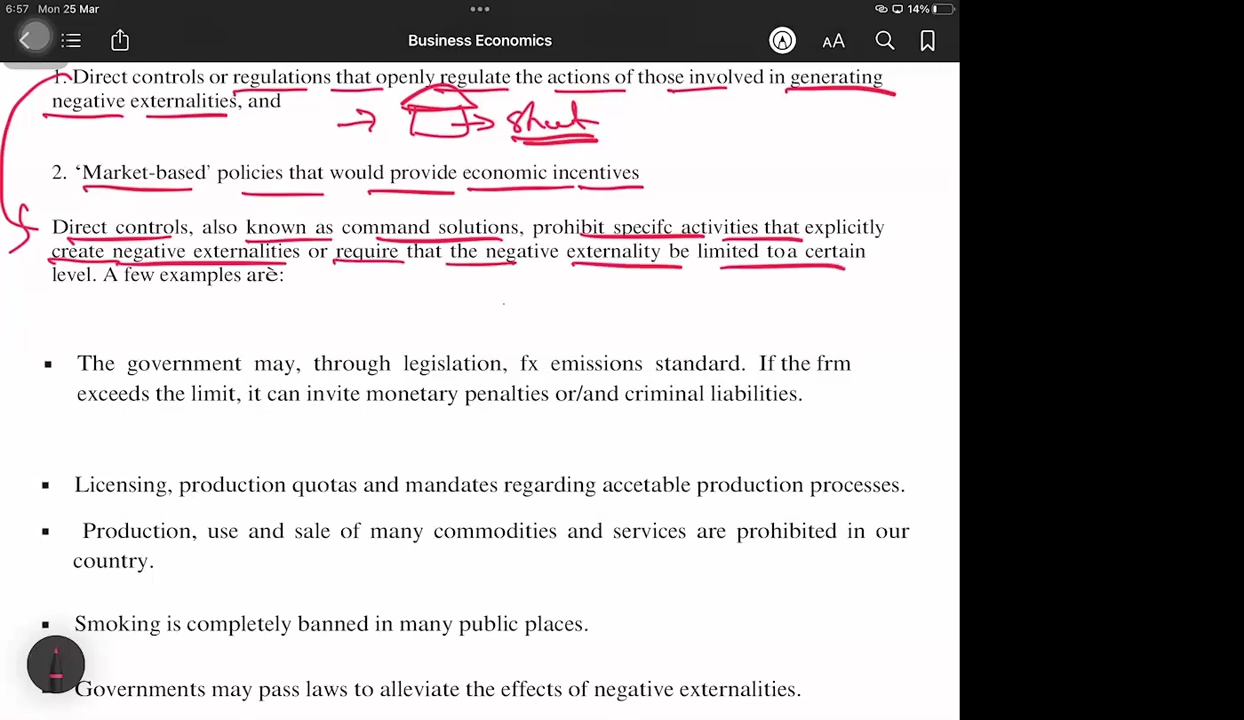 6:57 Mon 25 Mar
14%
Business Economics
AA
1. Direct controls or regulations that openly regulate the actions of those involved in generating
negative externalities, and
Shut
2. ‘Market-based’ policies that would provide economic incentives
Direct controls, also known as command solutions, prohibit specifc activities that explicitly
create negative externalities or require that the negative externality be limited toa certain
level. A few examples arè:
▪ The government may, through legislation, fx emissions standard. If the frm
exceeds the limit, it can invite monetary penalties or/and criminal liabilities.
▪ Licensing, production quotas and mandates regarding accetable production processes.
▪ Production, use and sale of many commodities and services are prohibited in our
country.
▪ Smoking is completely banned in many public places.
Governments may pass laws to alleviate the effects of negative externalities.